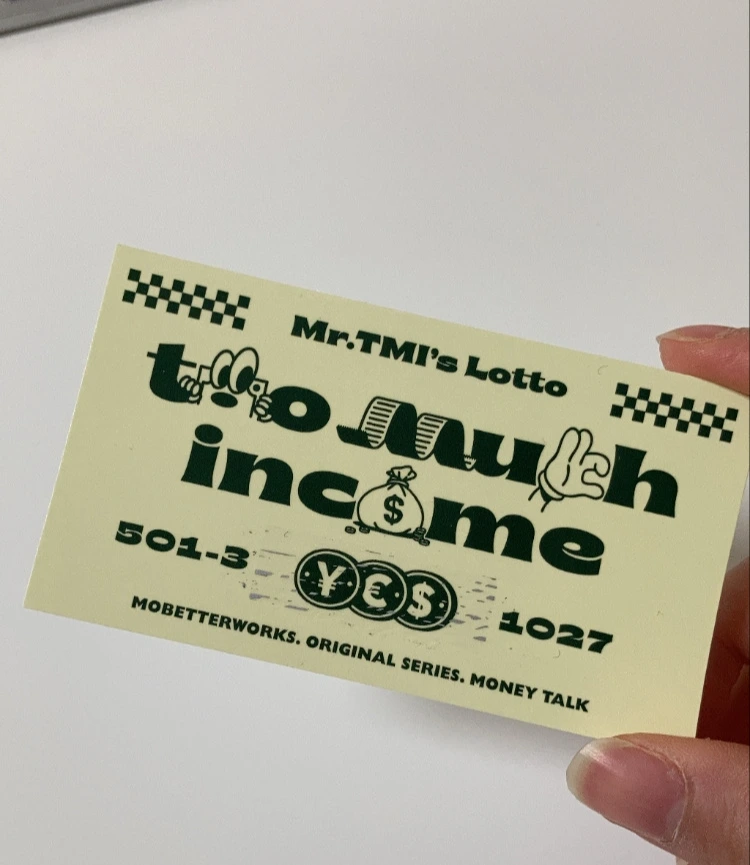 Mr.TMI's Lotto
too much
income
501-3 ¥€$ 1027
MOBETTERWORKS. ORIGINAL SERIES. MONEY TALK